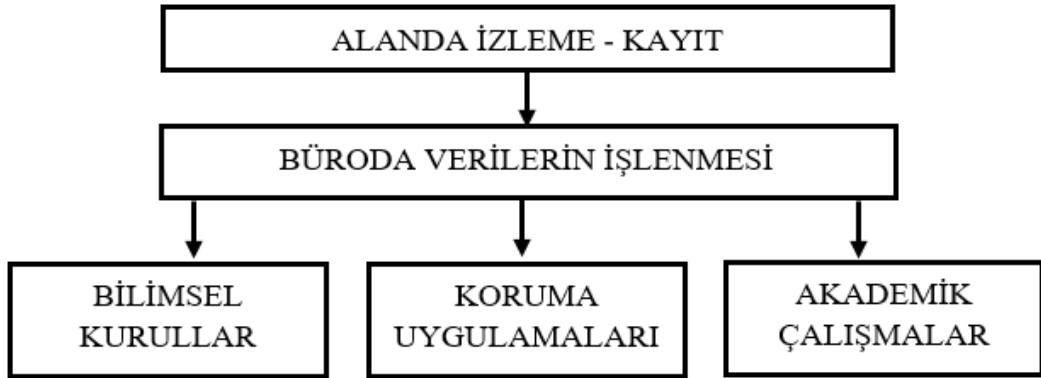 ALANDA İZLEME - KAYIT
BÜRODA VERİLERİN İŞLENMESİ
BİLİMSEL
KURULLAR
KORUMA
UYGULAMALARI
AKADEMİK
ÇALIŞMALAR